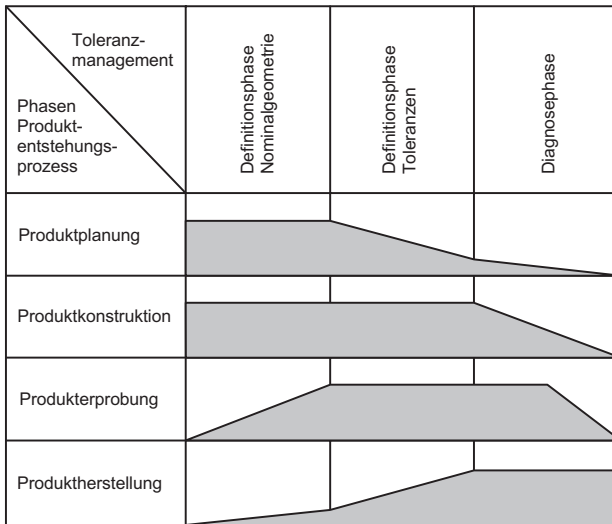 Toleranz-
management
Phasen
Produkt-
entstehungs-
prozess
Definitionsphase
Nominalgeometrie
Definitionsphase
Toleranzen
Diagnosephase
Produktplanung
Produktkonstruktion
Produkterprobung
Produktherstellung